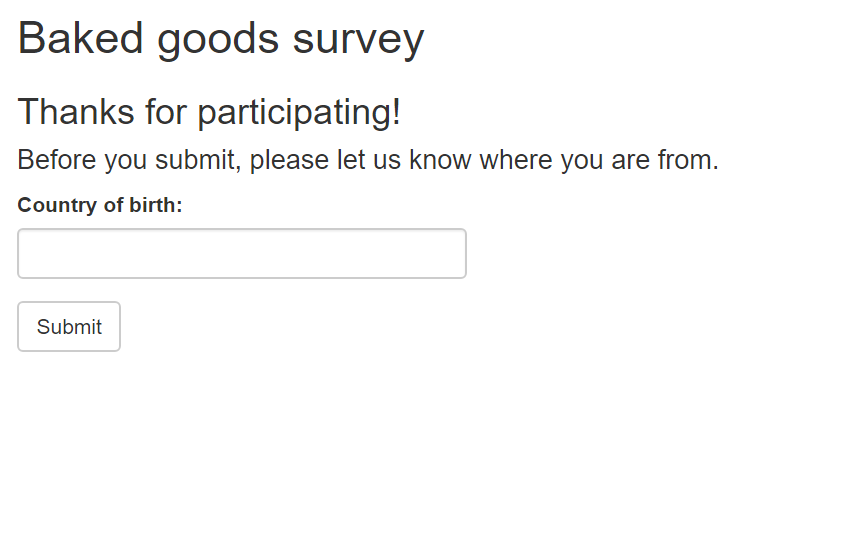 Baked goods survey
Thanks for participating!
Before you submit, please let us know where you are from.
Country of birth:
Submit